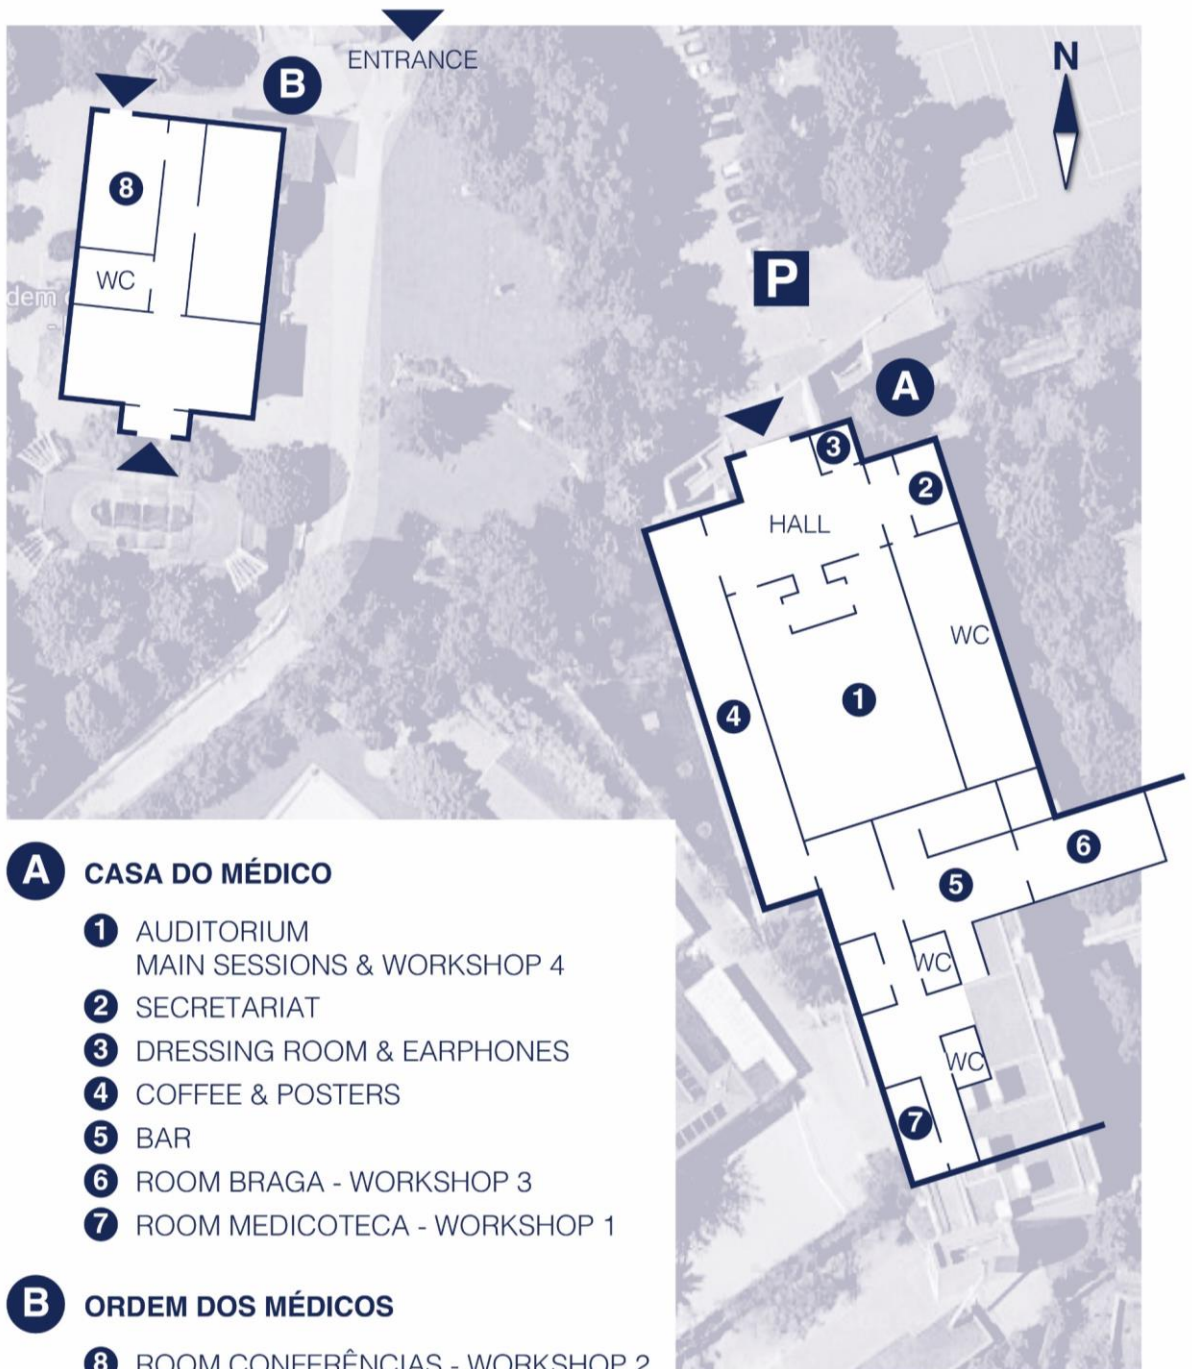 ENTRANCE
B
N
8
WC
P
A
3
2
HALL
WC
4
1
6
5
WC
WC
7
A CASA DO MÉDICO
1 AUDITORIUM
MAIN SESSIONS & WORKSHOP 4
2 SECRETARIAT
3 DRESSING ROOM & EARPHONES
4 COFFEE & POSTERS
5 BAR
6 ROOM BRAGA - WORKSHOP 3
7 ROOM MEDICOTECA - WORKSHOP 1
B ORDEM DOS MÉDICOS
8 ROOM CONFERÊNCIAS - WORKSHOP 2